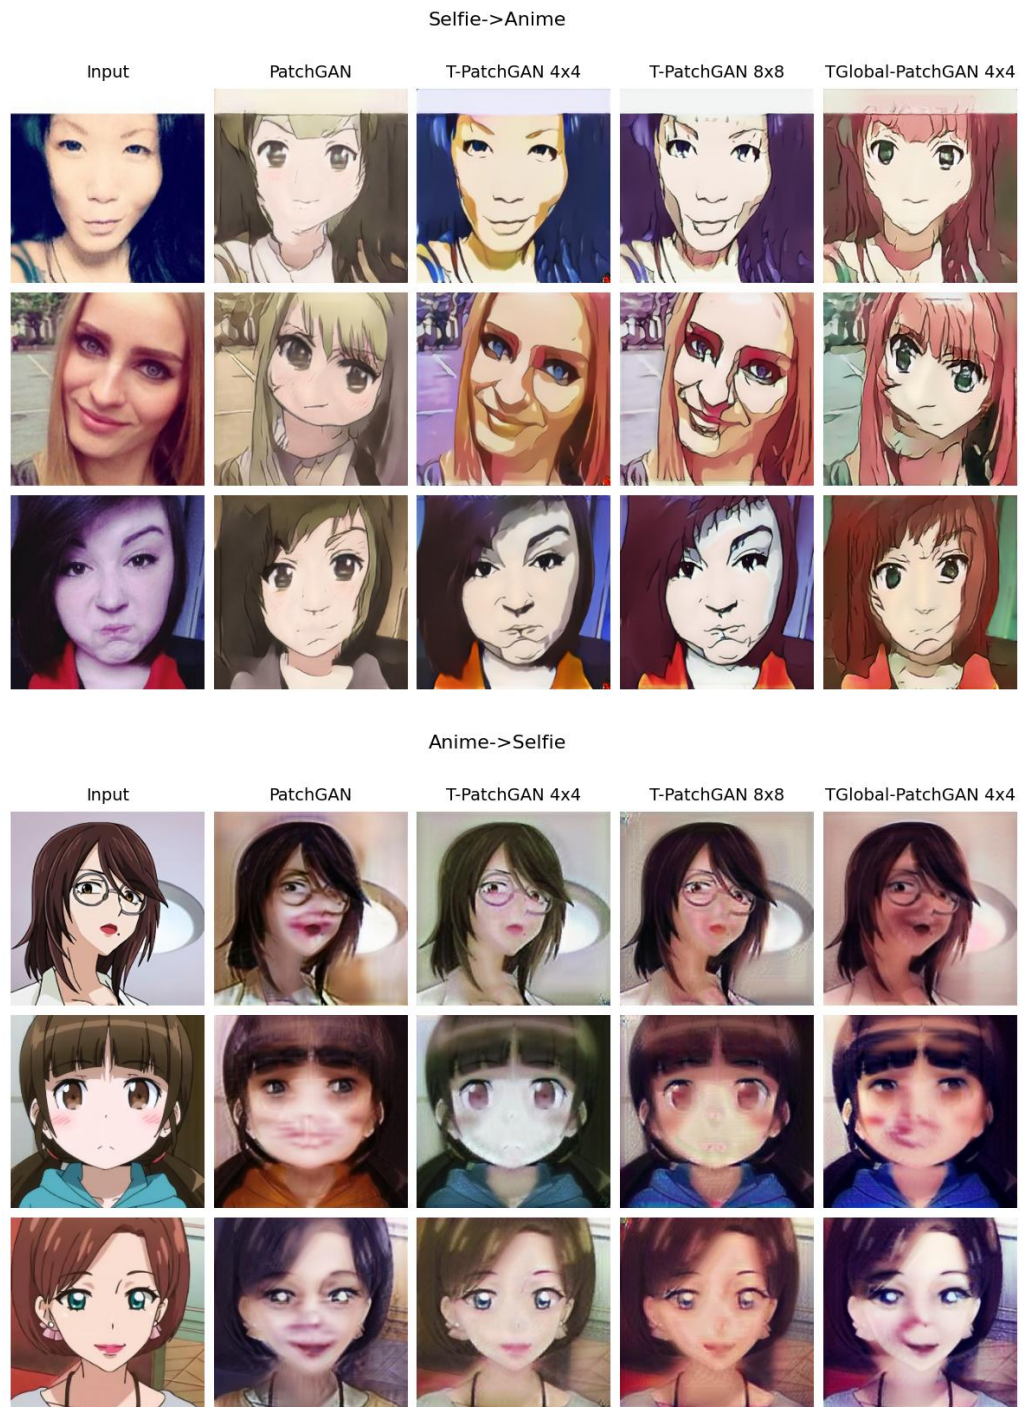 Selfie->Anime
Input PatchGAN T-PatchGAN 4x4 T-PatchGAN 8x8 TGlobal-PatchGAN 4x4
Anime->Selfie
Input PatchGAN T-PatchGAN 4x4 T-PatchGAN 8x8 TGlobal-PatchGAN 4x4